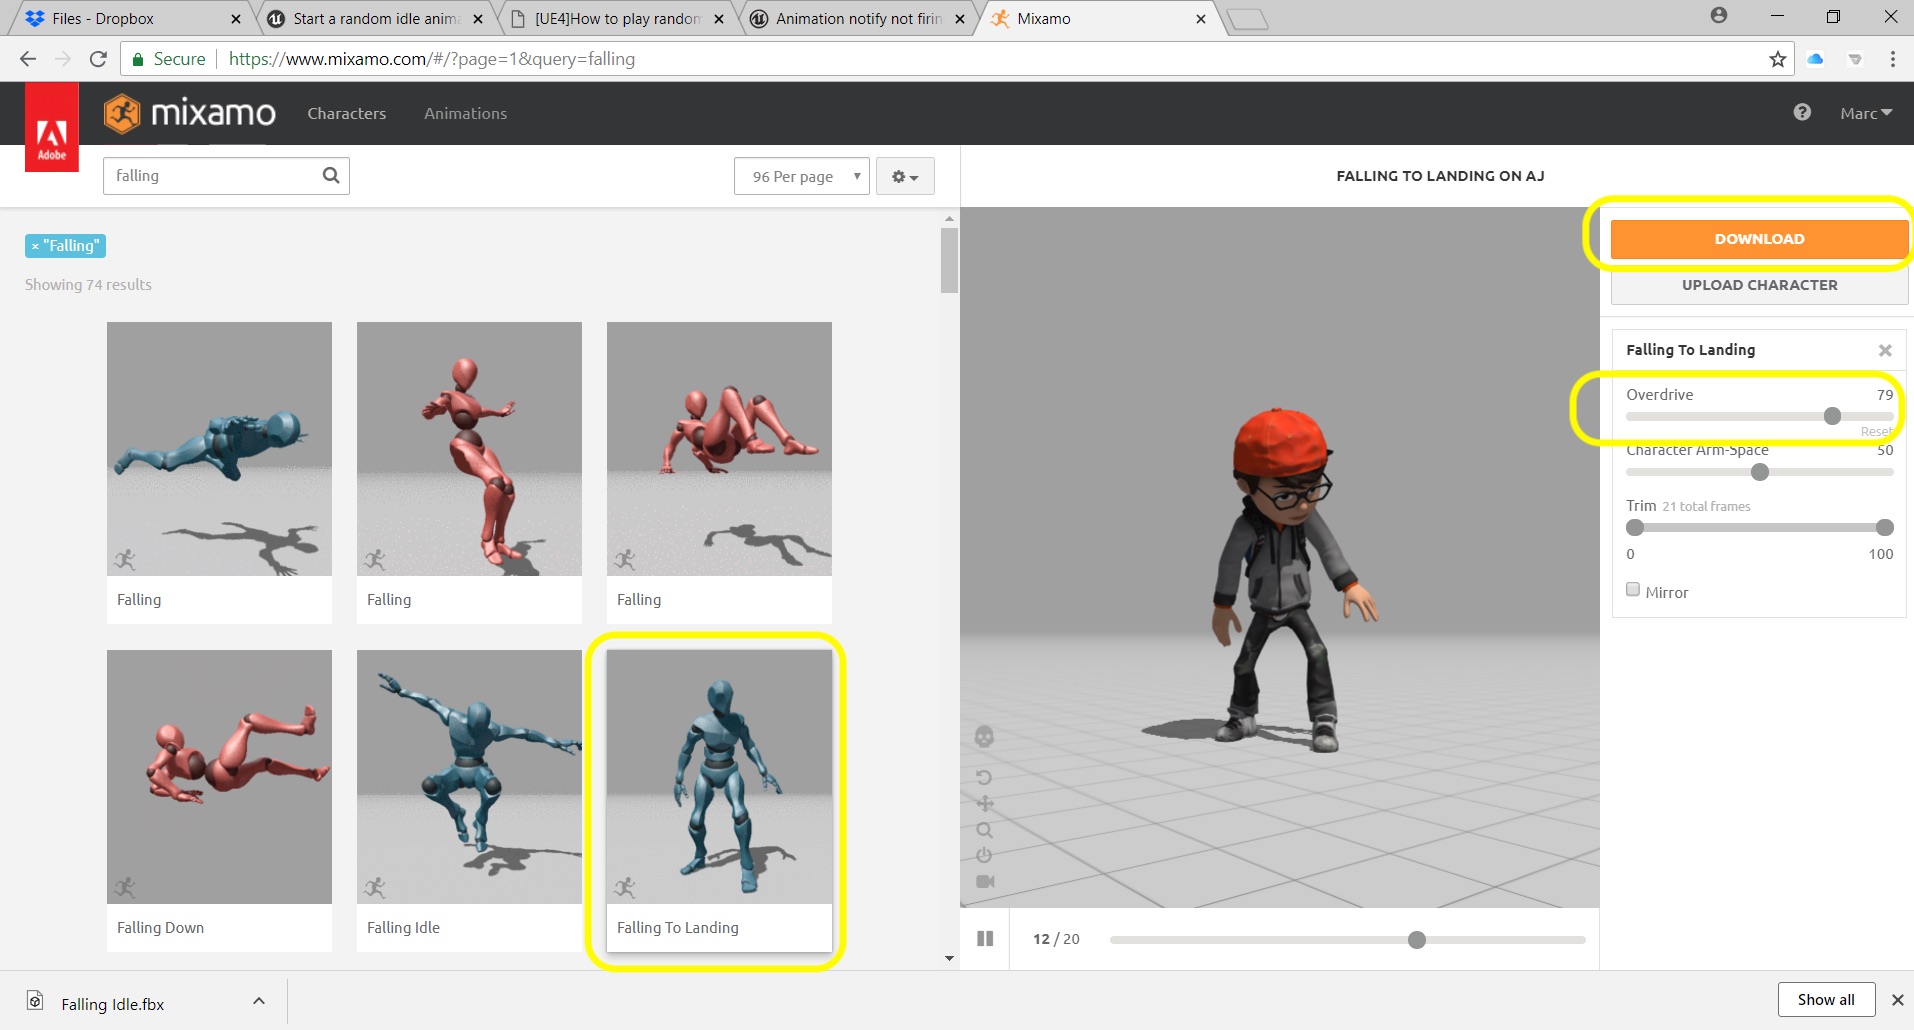 Files - Dropbox
Start a random idle anima
[UE4]How to play random
Animation notify not firin
Mixamo
Secure
https://www.mixamo.com/#/?page=1&query=falling
Adobe
mixamo
Characters
Animations
Marc
falling
96 Per page
FALLING TO LANDING ON AJ
× "Falling"
Showing 74 results
DOWNLOAD
UPLOAD CHARACTER
Falling To Landing
Overdrive 79
Reset
Character Arm-Space 50
Trim 21 total frames
0 100
Mirror
Falling
Falling
Falling
Falling Down
Falling Idle
Falling To Landing
12 / 20
Falling Idle.fbx
Show all